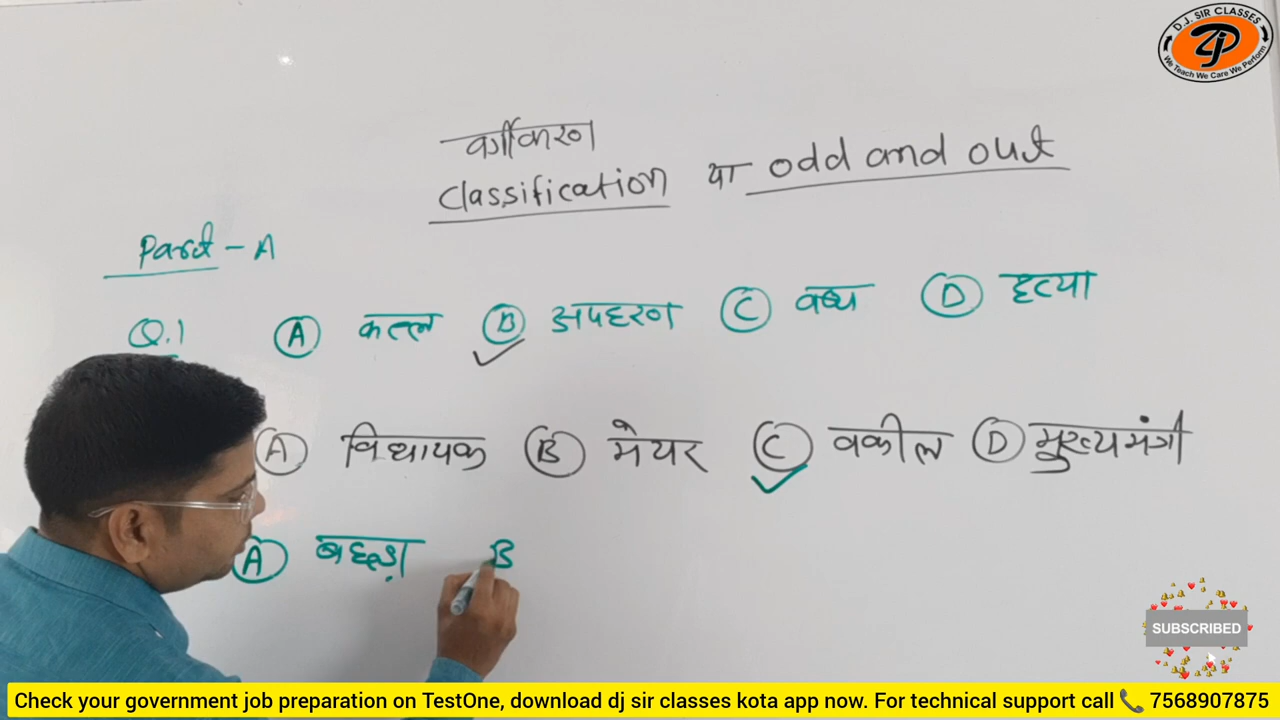 D.J. SIR CLASSES
We Teach We Care We Perform
वर्गीकरण
Classification या odd and out
Part - A
Q.1 A कत्ल B अपहरण C वध D हत्या
A विधायक B मेयर C वकील D मुख्यमंत्री
A बछड़ा B
SUBSCRIBED
Check your government job preparation on TestOne, download dj sir classes kota app now. For technical support call 📞 7568907875